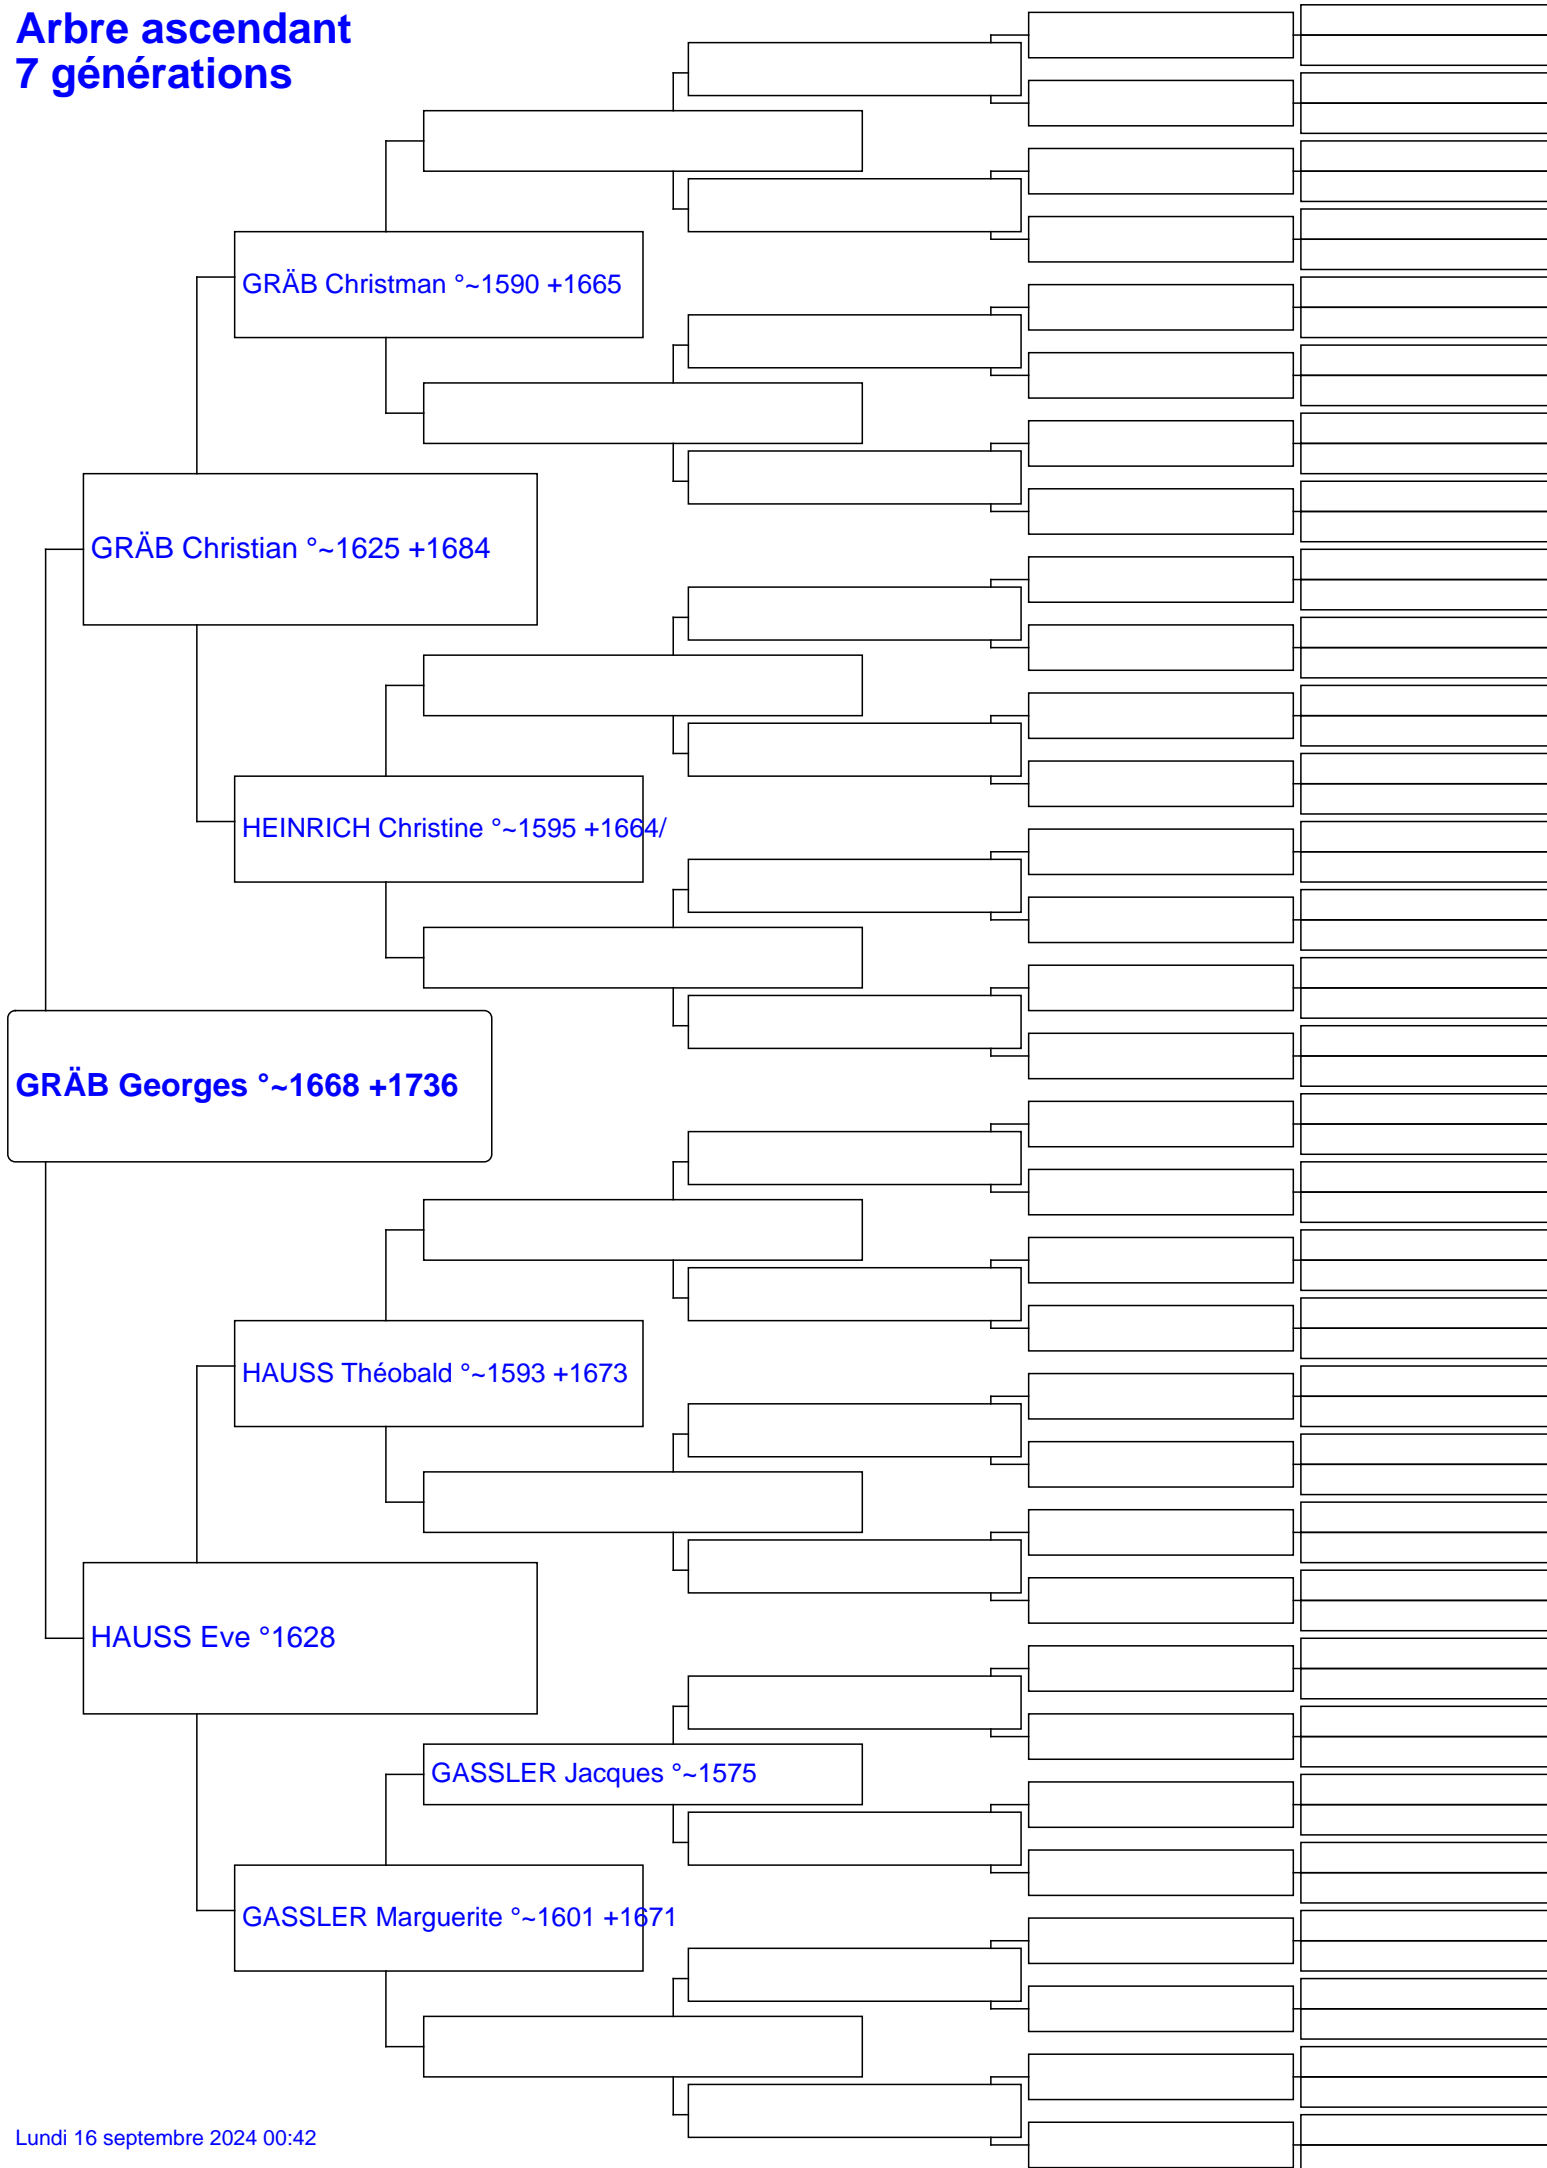 Arbre ascendant
7 générations
GRÄB Christman °~1590 +1665
GRÄB Christian °~1625 +1684
HEINRICH Christine °~1595 +1664/
GRÄB Georges °~1668 +1736
HAUSS Théobald °~1593 +1673
HAUSS Eve °1628
GASSLER Jacques °~1575
GASSLER Marguerite °~1601 +1671
Lundi 16 septembre 2024 00:42